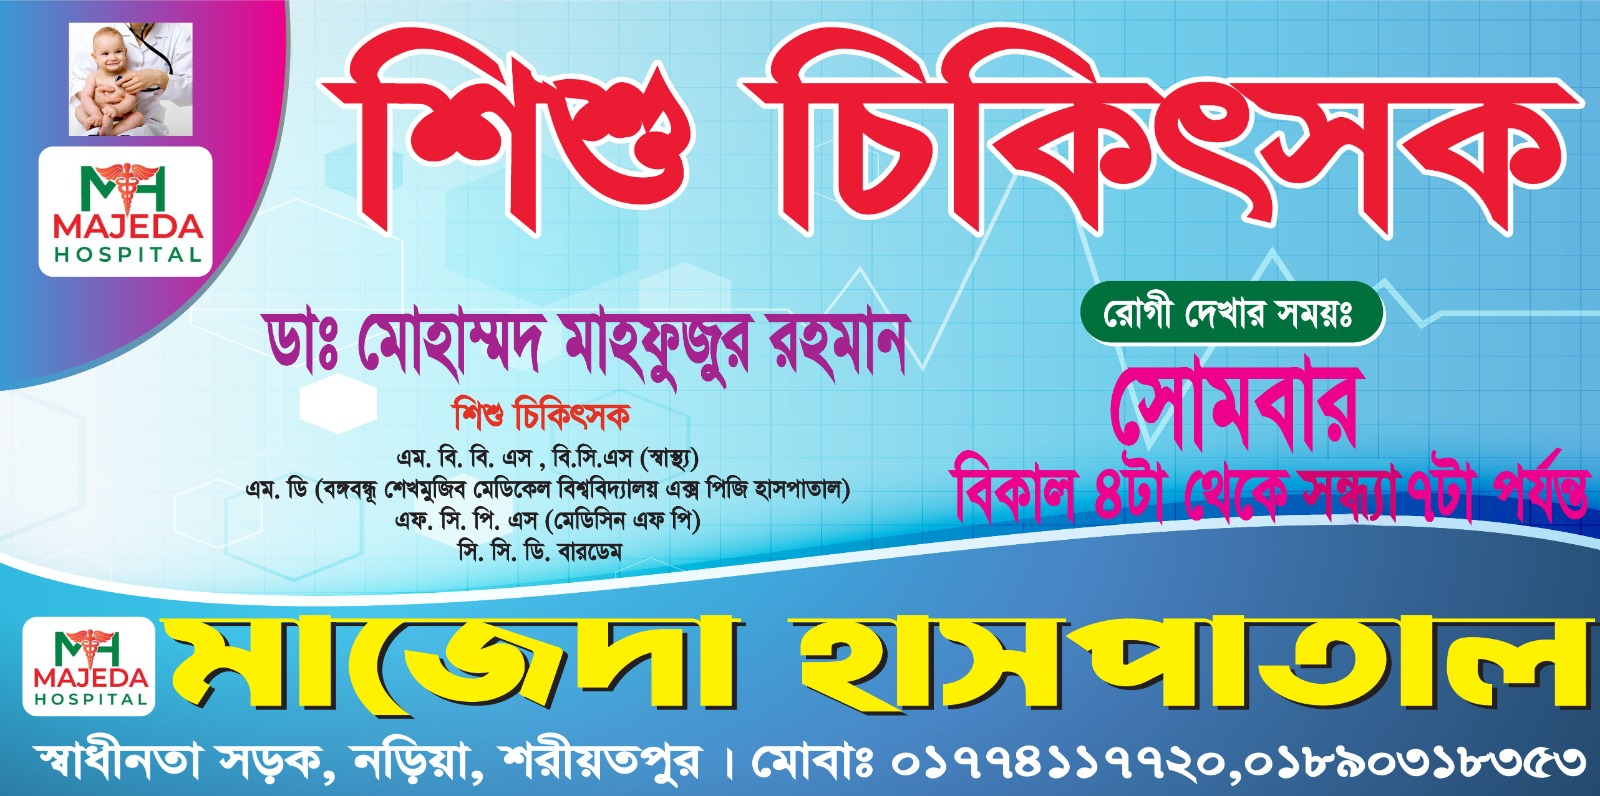 শিশু চিকিৎসক
MH
MAJEDA
HOSPITAL
ডাঃ মোহাম্মদ মাহফুজুর রহমান
শিশু চিকিৎসক
এম. বি. বি. এস , বি.সি.এস (স্বাস্থ্য)
এম. ডি (বঙ্গবন্ধূ শেখমুজিব মেডিকেল বিশ্ববিদ্যালয় এক্স পিজি হাসপাতাল)
এফ. সি. পি. এস (মেডিসিন এফ পি)
সি. সি. ডি. বারডেম
রোগী দেখার সময়ঃ
সোমবার
বিকাল ৪টা থেকে সন্ধ্যা ৭টা পর্যন্ত
MH
MAJEDA
HOSPITAL
মাজেদা হাসপাতাল
স্বাধীনতা সড়ক, নড়িয়া, শরীয়তপুর । মোবাঃ ০১৭৭৪১১৭৭২০,০১৮৯০৩১৮৩৫৩